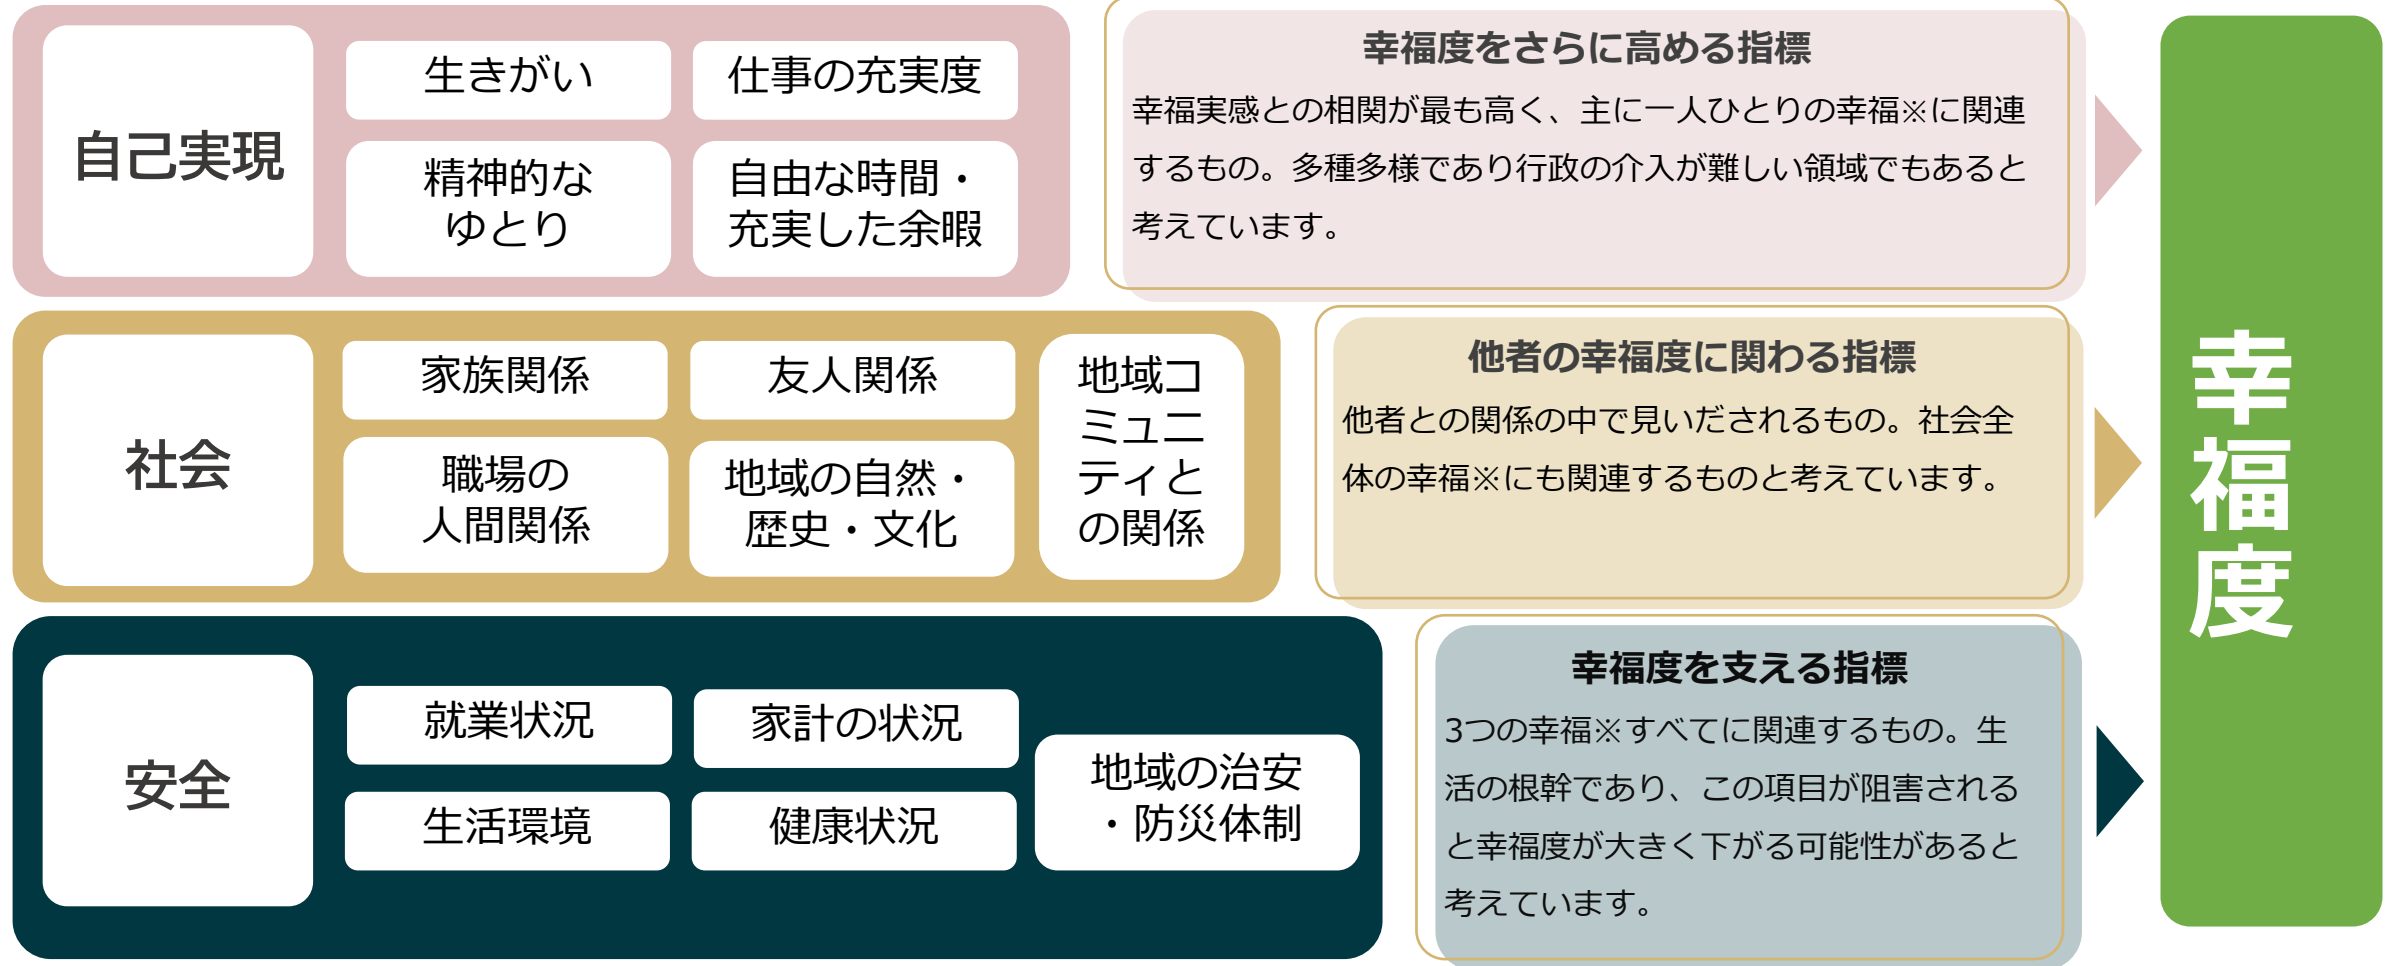 自己実現
生きがい
仕事の充実度
精神的な
ゆとり
自由な時間・
充実した余暇
幸福度をさらに高める指標
幸福実感との相関が最も高く、主に一人ひとりの幸福※に関連
するもの。多種多様であり行政の介入が難しい領域でもあると
考えています。
社会
家族関係
友人関係
職場の
人間関係
地域の自然・
歴史・文化
地域コ
ミュニ
ティと
の関係
他者の幸福度に関わる指標
他者との関係の中で見いだされるもの。社会全
体の幸福※にも関連するものと考えています。
安全
就業状況
家計の状況
生活環境
健康状況
地域の治安
・防災体制
幸福度を支える指標
3つの幸福※すべてに関連するもの。生
活の根幹であり、この項目が阻害される
と幸福度が大きく下がる可能性があると
考えています。
幸福度